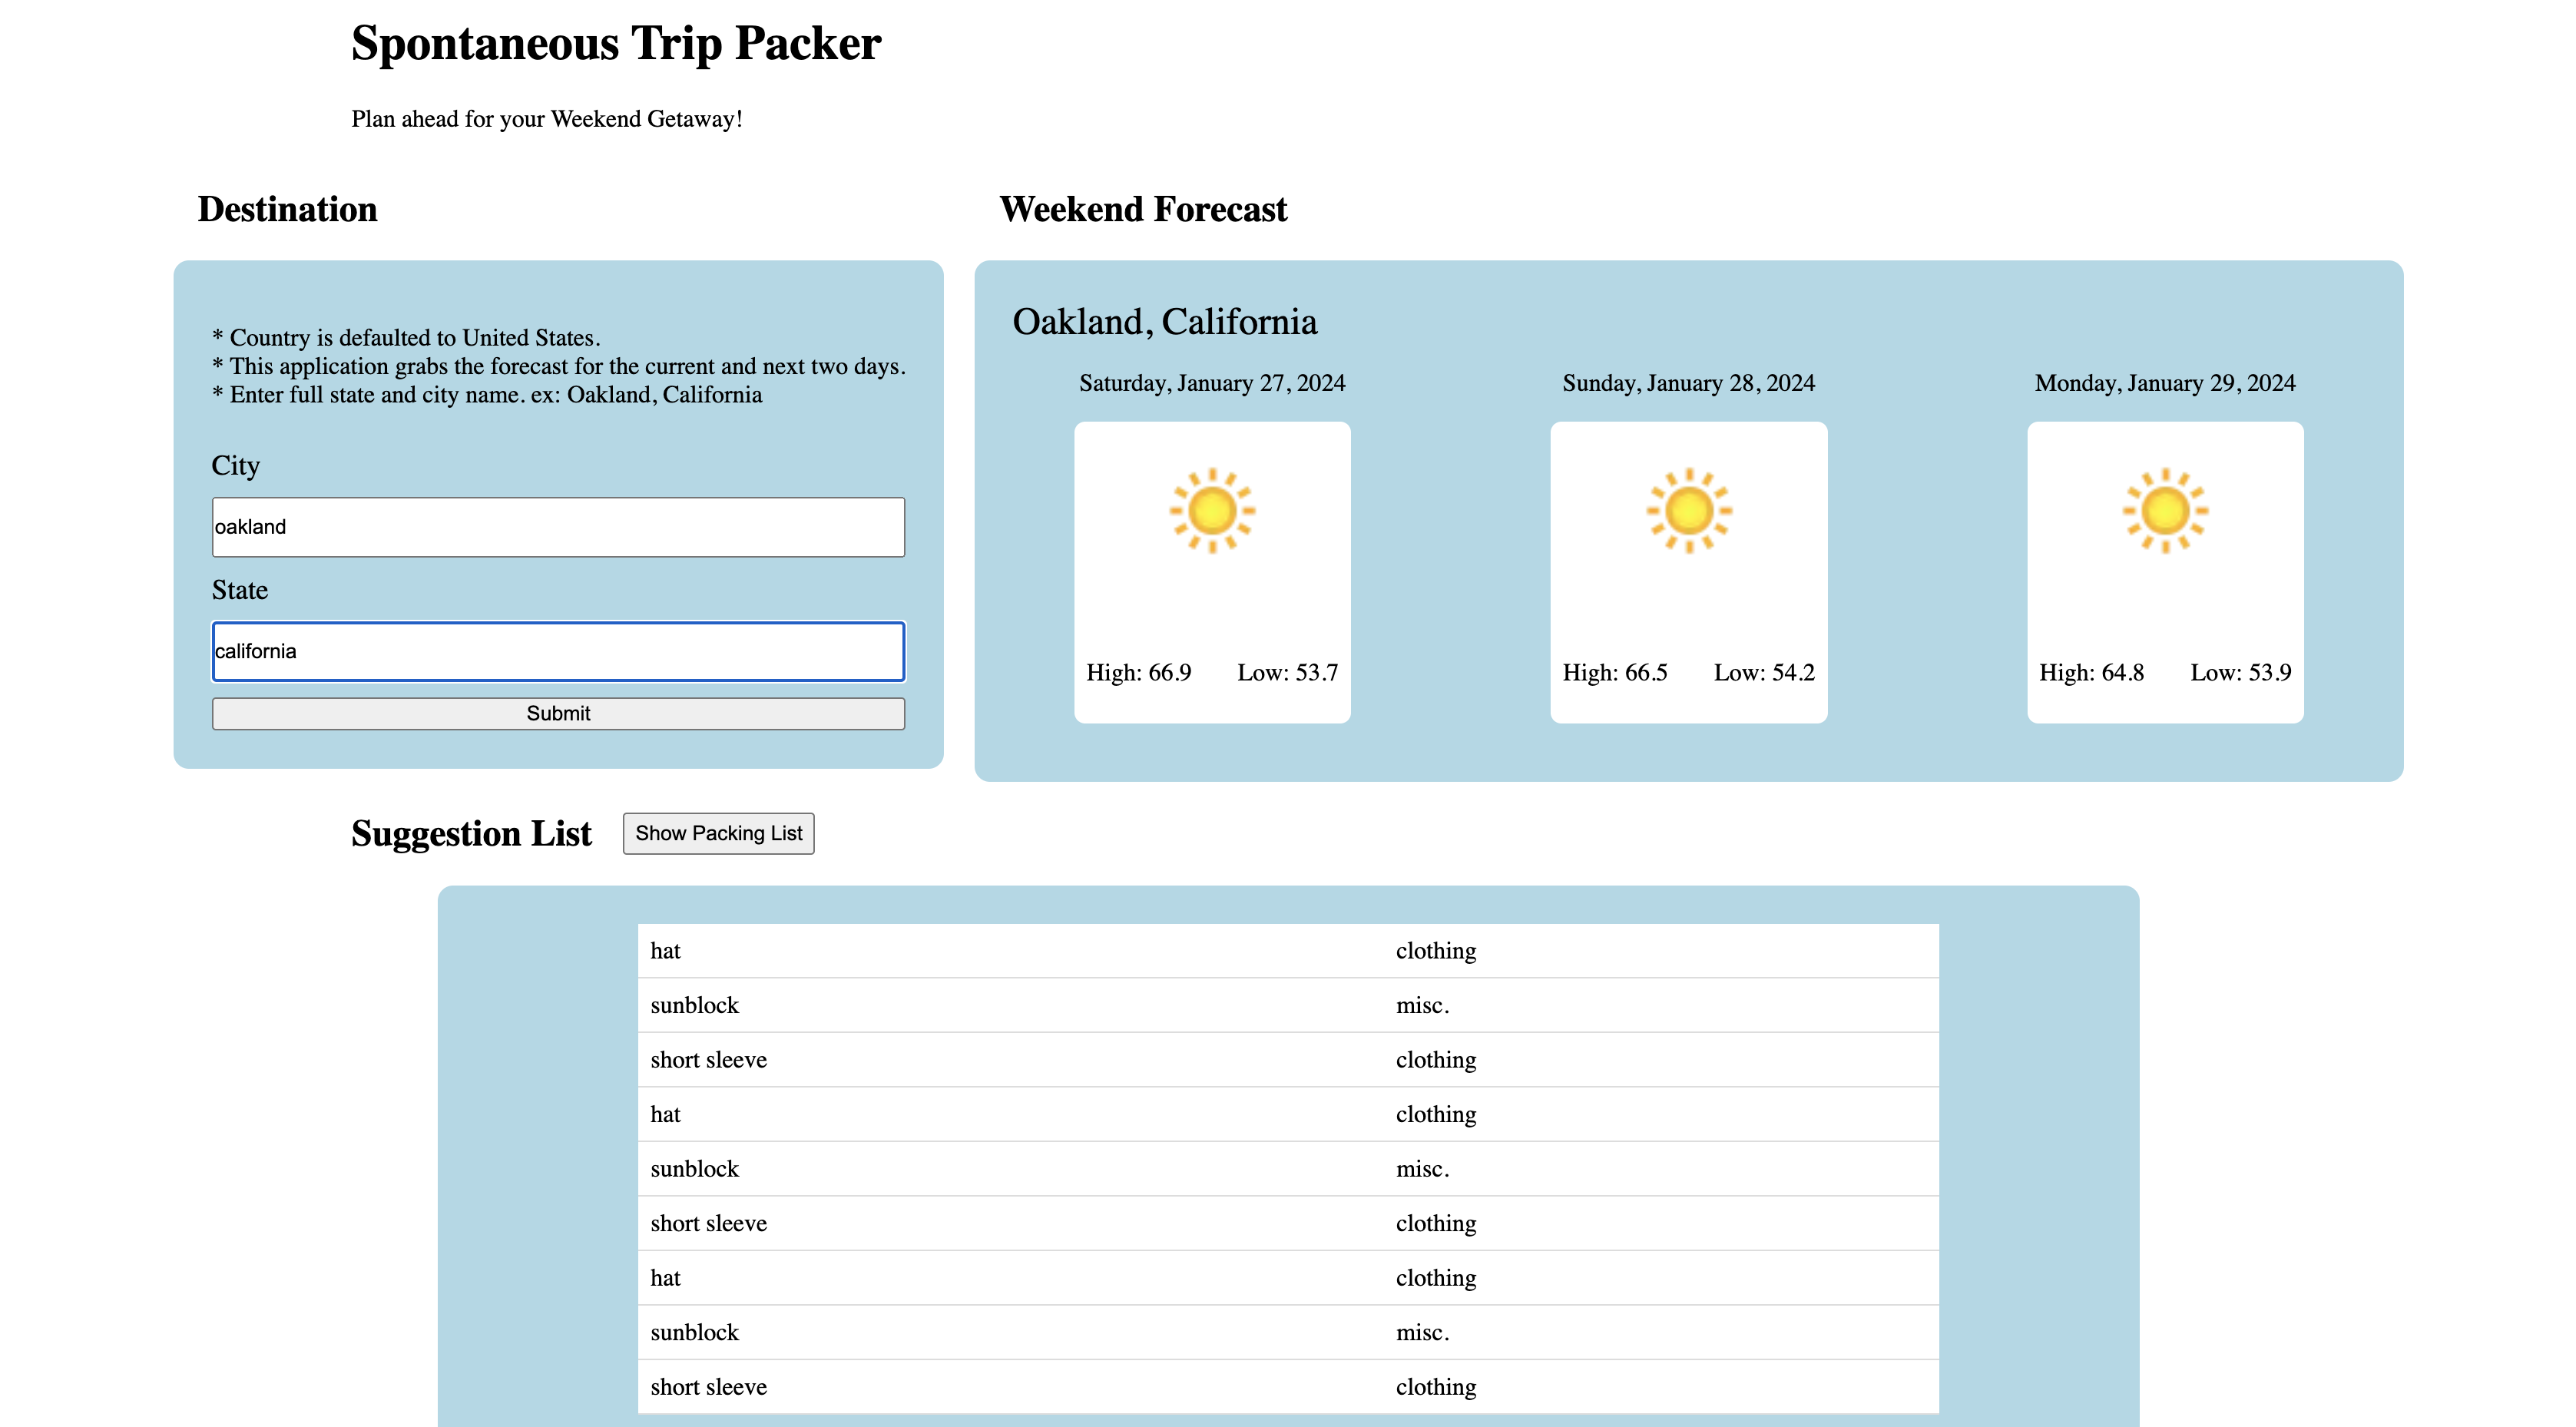 Spontaneous Trip Packer
Plan ahead for your Weekend Getaway!
Destination
* Country is defaulted to United States.
* This application grabs the forecast for the current and next two days.
* Enter full state and city name. ex: Oakland, California
City
oakland
State
california
Submit
Weekend Forecast
Oakland, California
Saturday, January 27, 2024
High: 66.9 Low: 53.7
Sunday, January 28, 2024
High: 66.5 Low: 54.2
Monday, January 29, 2024
High: 64.8 Low: 53.9
Suggestion List Show Packing List
hat clothing
sunblock misc.
short sleeve clothing
hat clothing
sunblock misc.
short sleeve clothing
hat clothing
sunblock misc.
short sleeve clothing